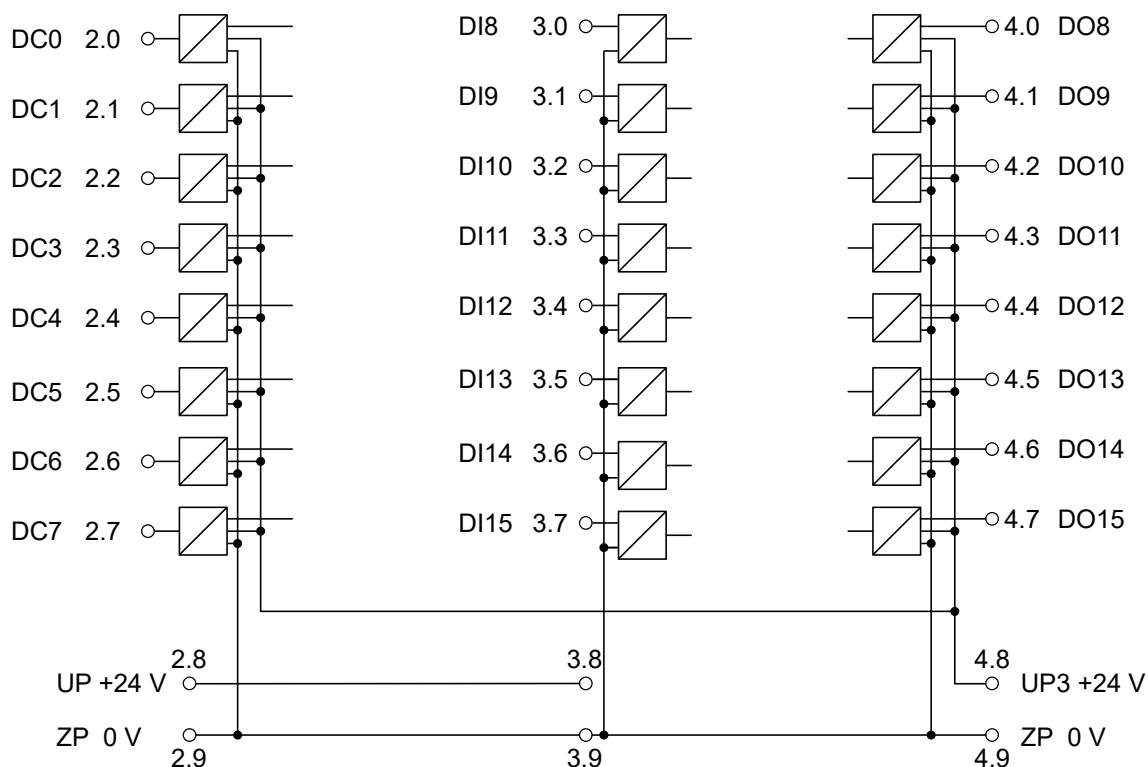 DC0 2.0 DI8 3.0 4.0 DO8
DC1 2.1 DI9 3.1 4.1 DO9
DC2 2.2 DI10 3.2 4.2 DO10
DC3 2.3 DI11 3.3 4.3 DO11
DC4 2.4 DI12 3.4 4.4 DO12
DC5 2.5 DI13 3.5 4.5 DO13
DC6 2.6 DI14 3.6 4.6 DO14
DC7 2.7 DI15 3.7 4.7 DO15
2.8 3.8 4.8
UP +24 V UP3 +24 V
ZP 0 V ZP 0 V
2.9 3.9 4.9